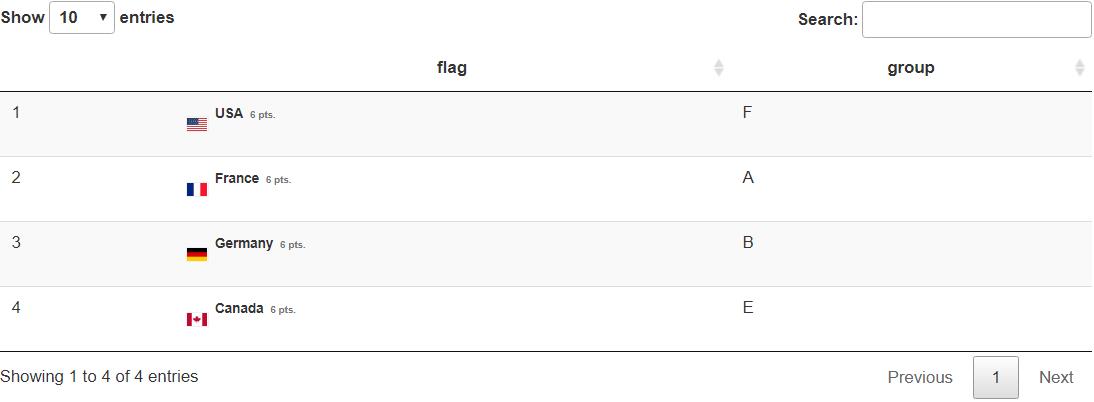 Show 10 entries Search:
flag group
1 USA 6 pts. F
2 France 6 pts. A
3 Germany 6 pts. B
4 Canada 6 pts. E
Showing 1 to 4 of 4 entries Previous 1 Next